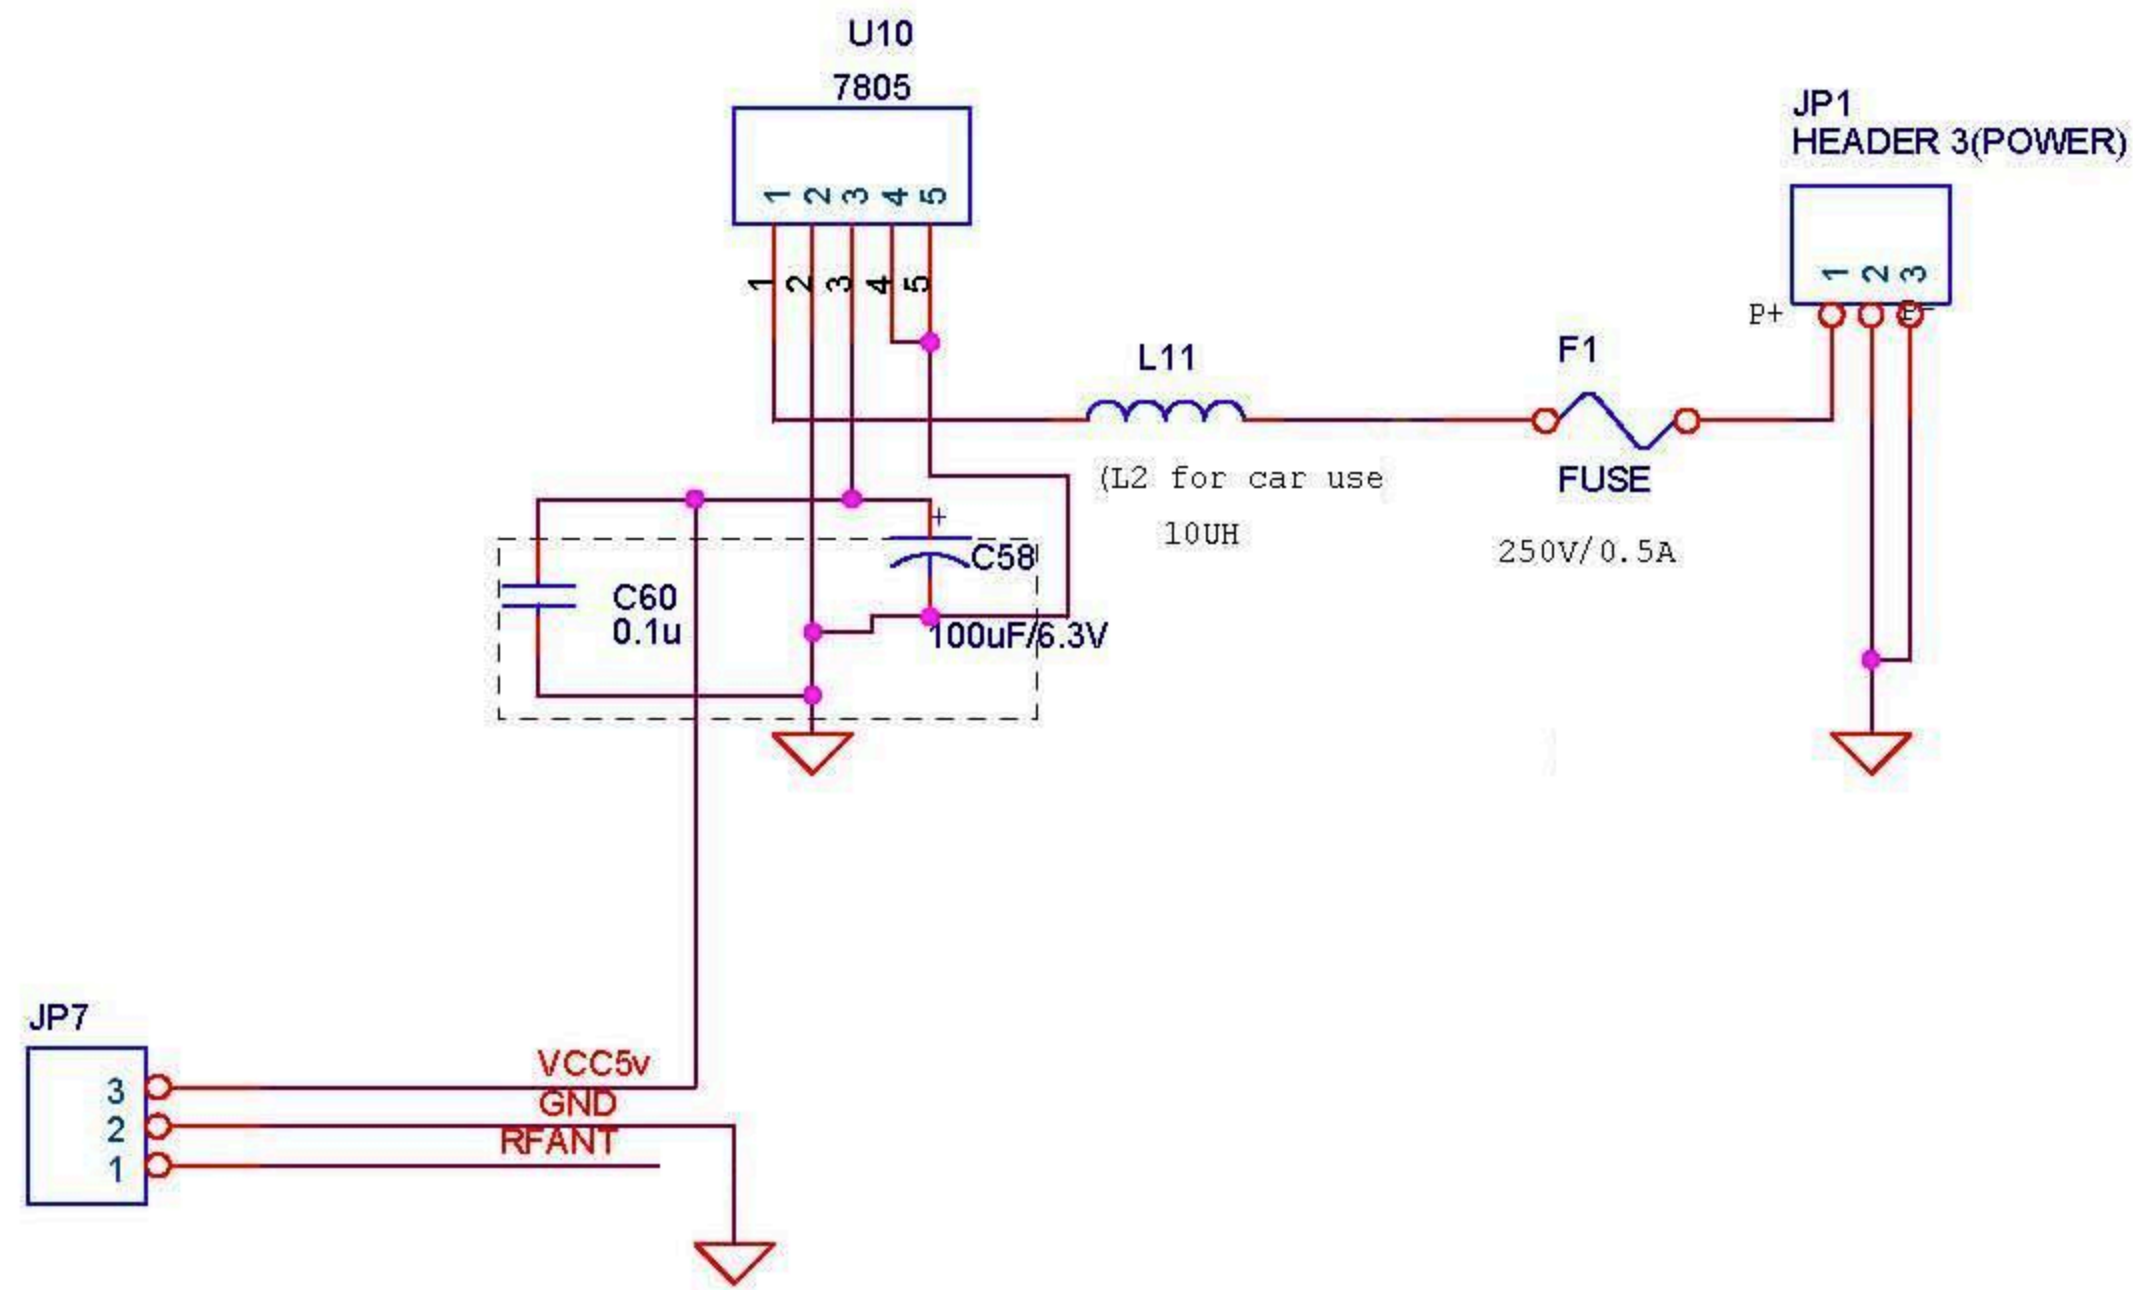 U10
7805
1 2 3 4 5
1 2 3 4 5
JP1
HEADER 3(POWER)
1 2 3
P+
P-
L11
(L2 for car use
10UH
F1
FUSE
250V/0.5A
+
C58
100uF/6.3V
C60
0.1u
JP7
3
2
1
VCC5v
GND
RFANT